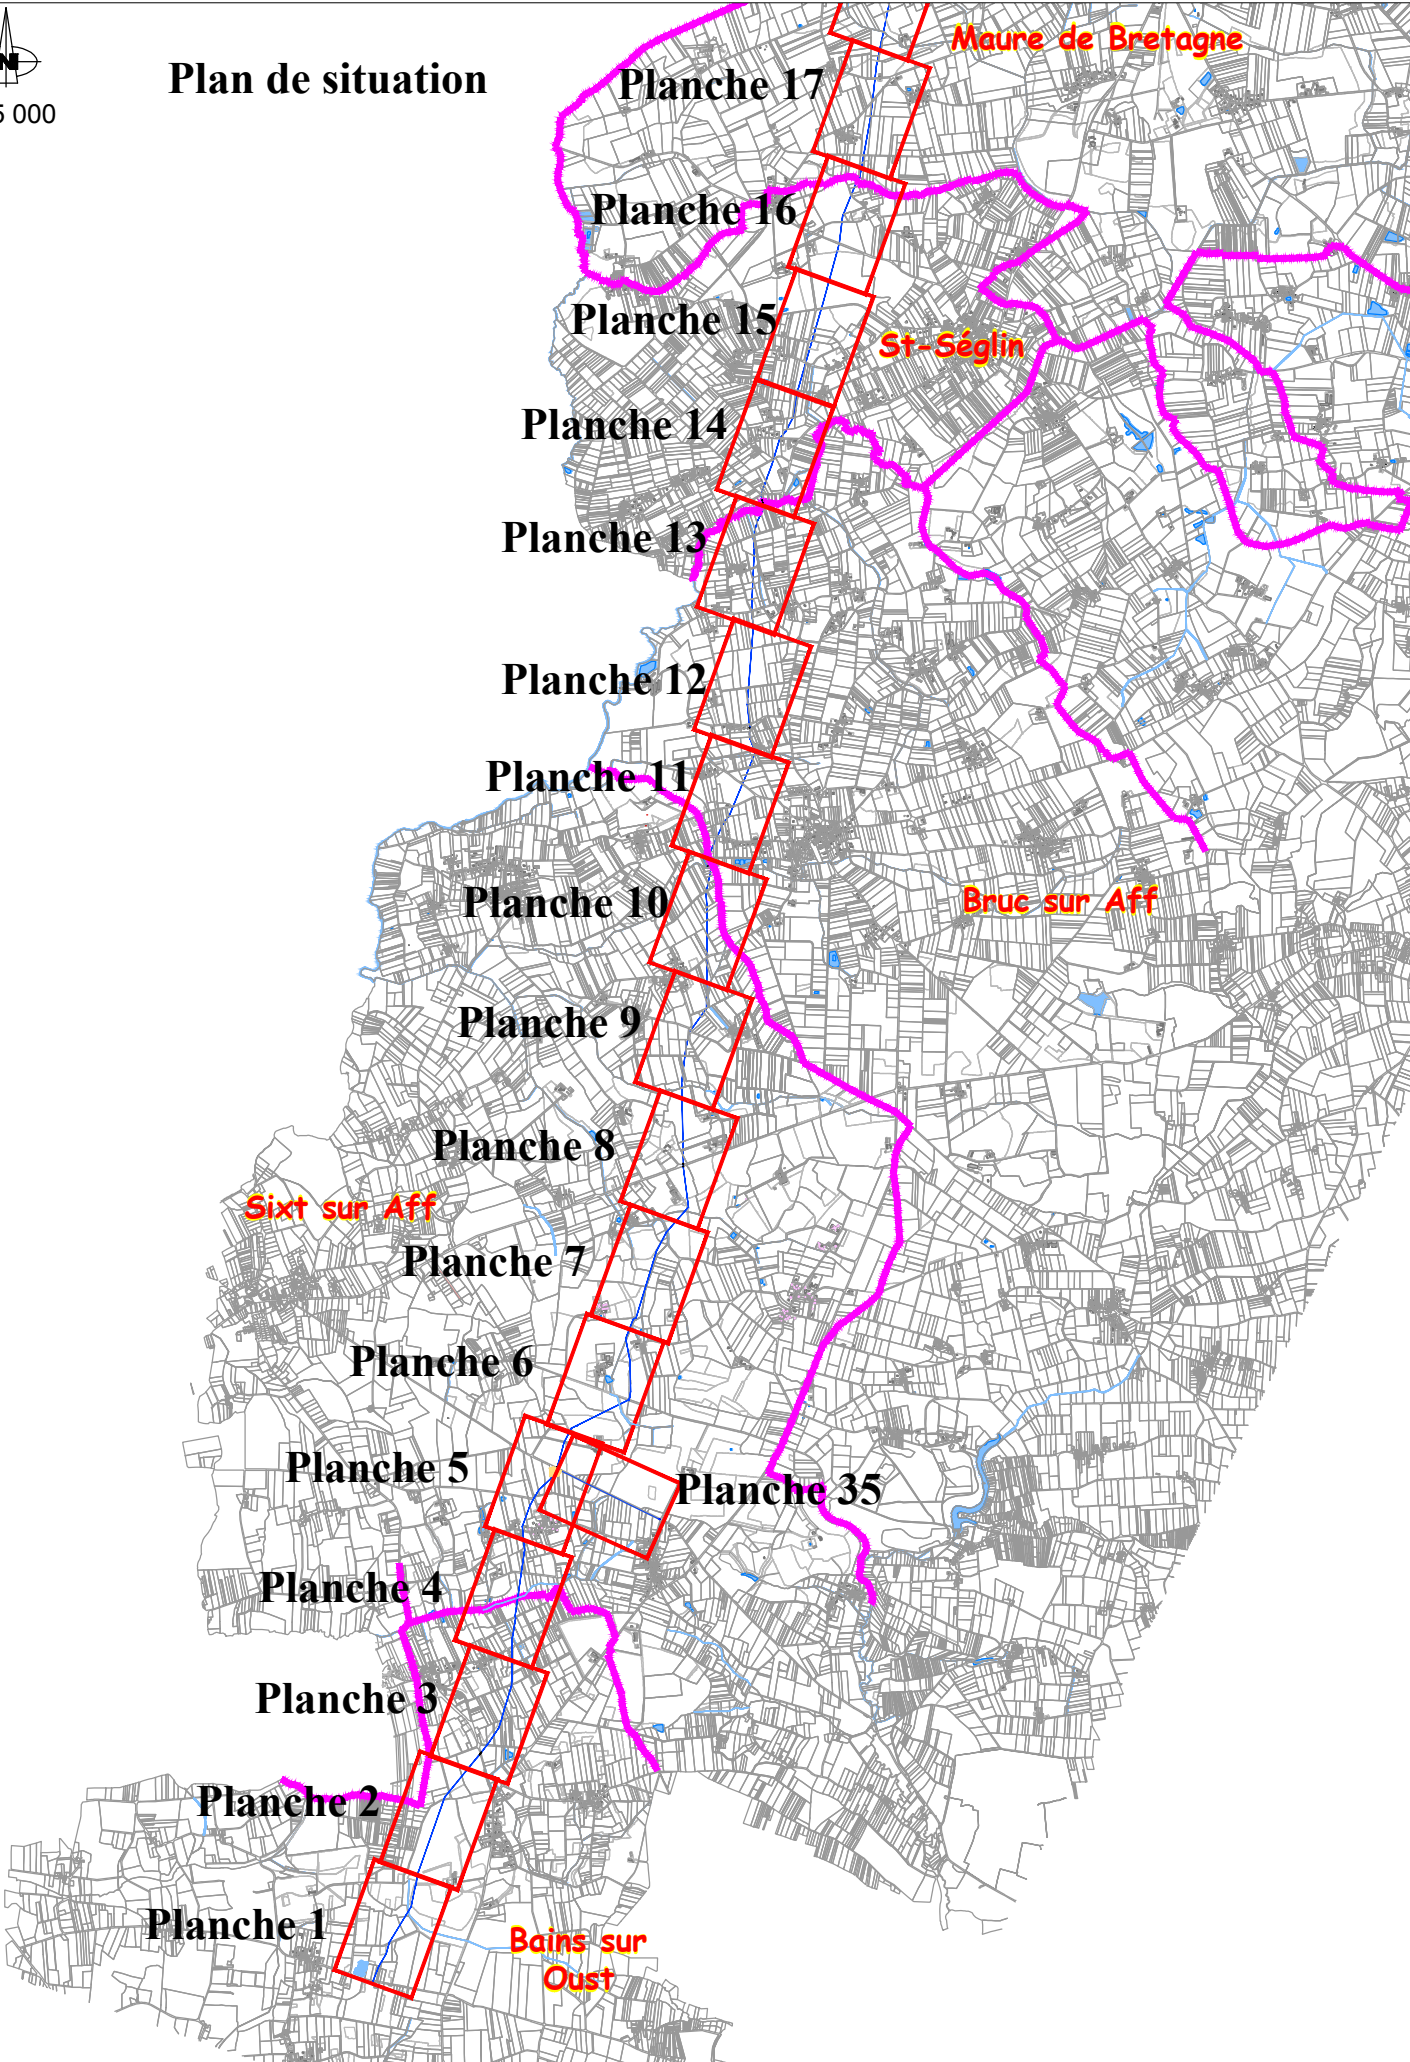 N
5 000
Plan de situation
Maure de Bretagne
Planche 17
Planche 16
Planche 15
St-Séglin
Planche 14
Planche 13
Planche 12
Planche 11
Planche 10
Bruc sur Aff
Planche 9
Planche 8
Sixt sur Aff
Planche 7
Planche 6
Planche 5
Planche 35
Planche 4
Planche 3
Planche 2
Planche 1
Bains sur
Oust